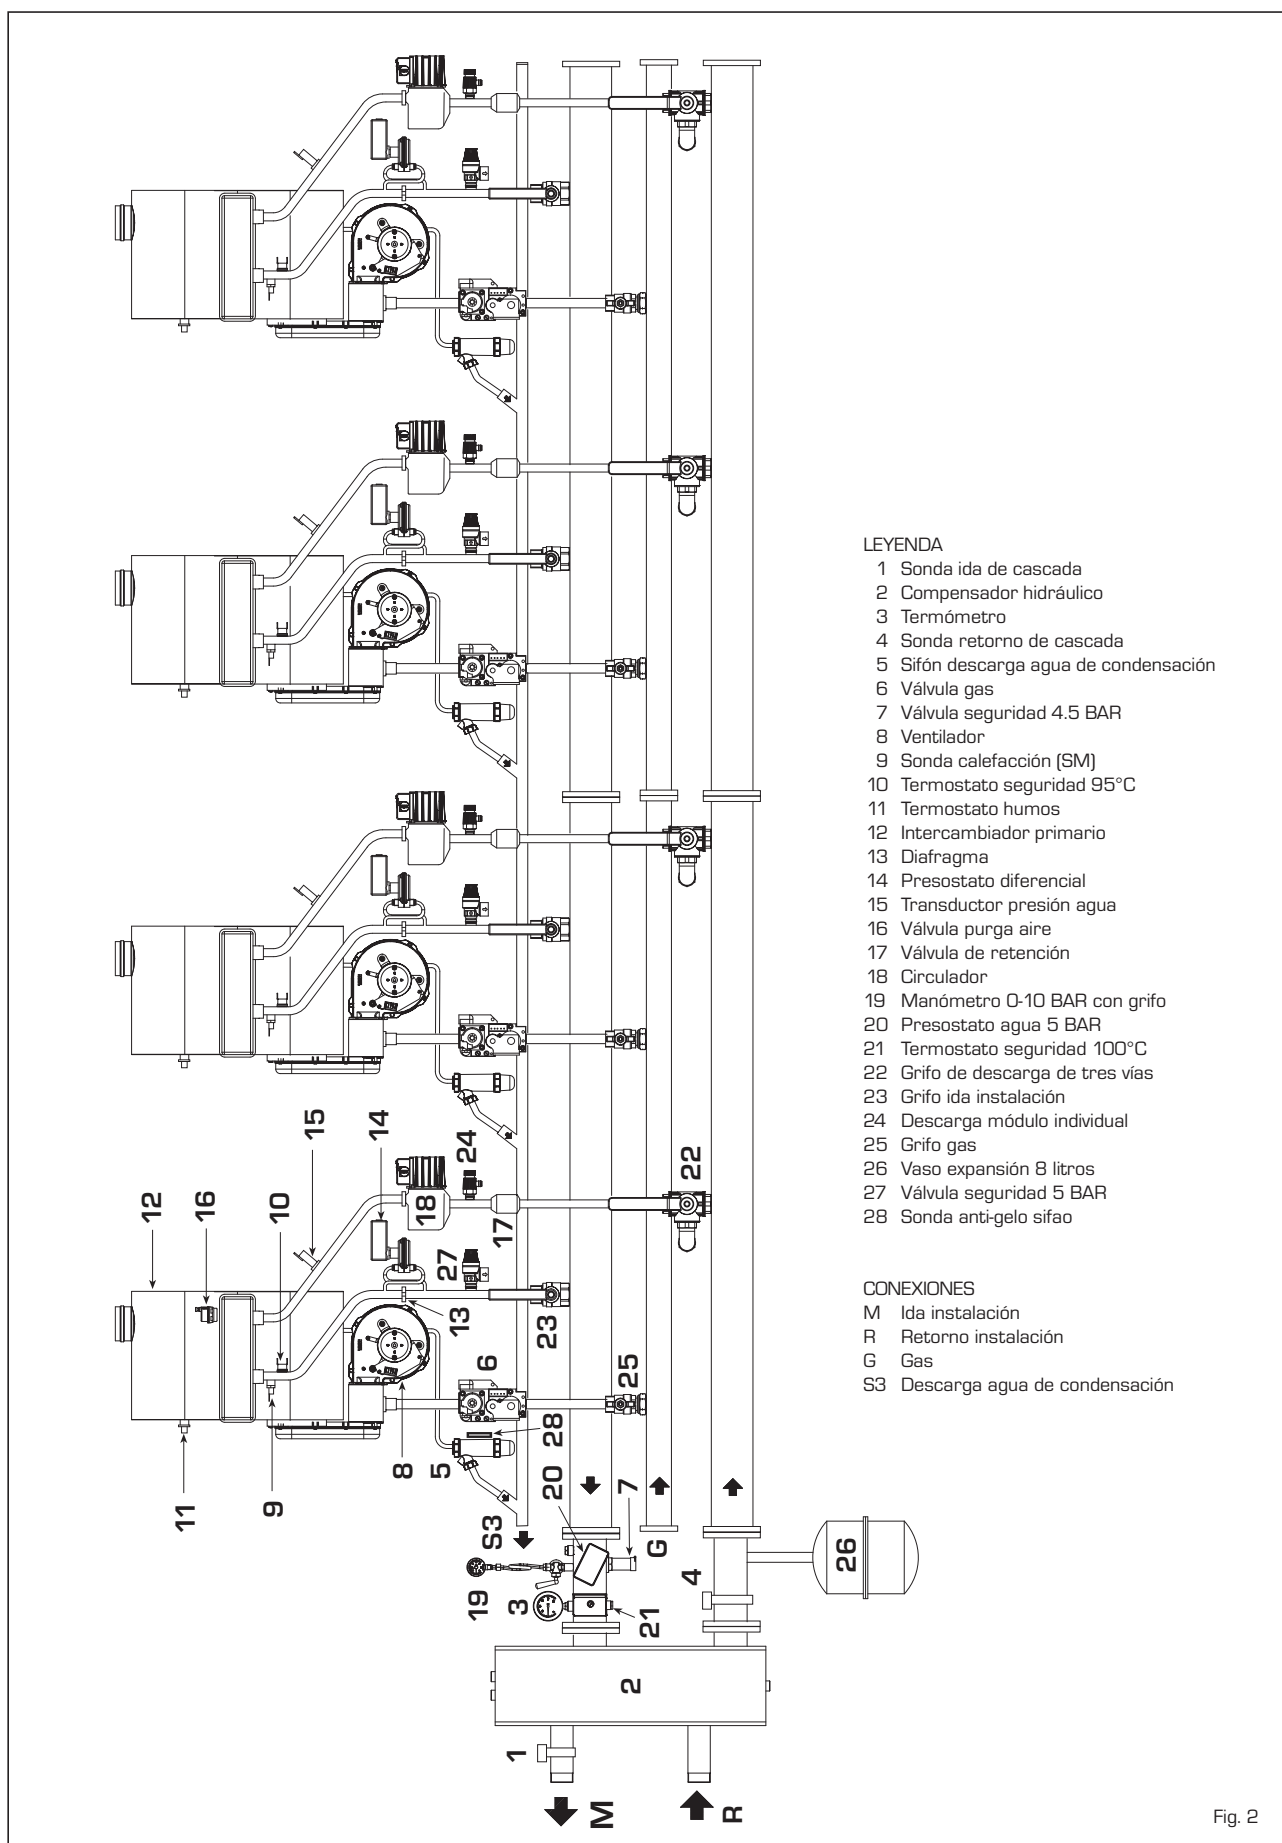 LEYENDA
1 Sonda ida de cascada
2 Compensador hidráulico
3 Termómetro
4 Sonda retorno de cascada
5 Sifón descarga agua de condensación
6 Válvula gas
7 Válvula seguridad 4.5 BAR
8 Ventilador
9 Sonda calefacción (SM)
10 Termostato seguridad 95°C
11 Termostato humos
12 Intercambiador primario
13 Diafragma
14 Presostato diferencial
15 Transductor presión agua
16 Válvula purga aire
17 Válvula de retención
18 Circulador
19 Manómetro 0-10 BAR con grifo
20 Presostato agua 5 BAR
21 Termostato seguridad 100°C
22 Grifo de descarga de tres vías
23 Grifo ida instalación
24 Descarga módulo individual
25 Grifo gas
26 Vaso expansión 8 litros
27 Válvula seguridad 5 BAR
28 Sonda anti-gelo sifao
CONEXIONES
M Ida instalación
R Retorno instalación
G Gas
S3 Descarga agua de condensación
12
16
10
15
14
18
24
17
22
27
13
23
6
25
11
9
8
5
28
20
7
S3
G
19
3
21
4
26
2
1
M
R
Fig. 2